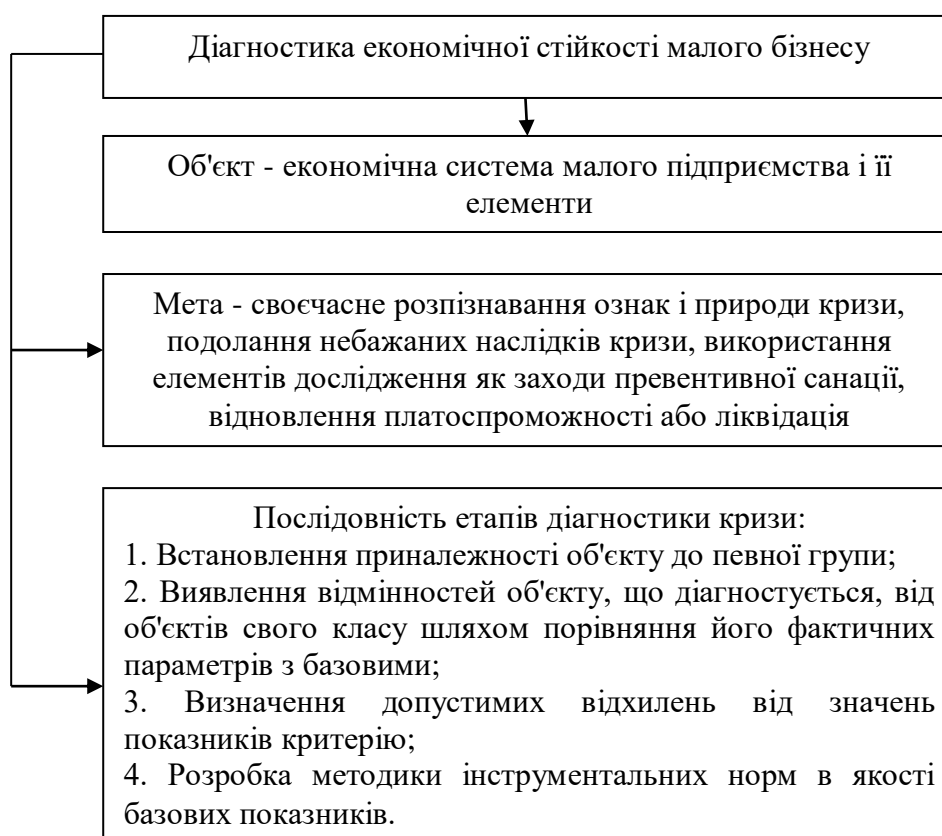 Діагностика економічної стійкості малого бізнесу
Об'єкт - економічна система малого підприємства і її
елементи
Мета - своєчасне розпізнавання ознак і природи кризи,
подолання небажаних наслідків кризи, використання
елементів дослідження як заходи превентивної санації,
відновлення платоспроможності або ліквідація
Послідовність етапів діагностики кризи:
1. Встановлення приналежності об'єкту до певної групи;
2. Виявлення відмінностей об'єкту, що діагностується, від
об'єктів свого класу шляхом порівняння його фактичних
параметрів з базовими;
3. Визначення допустимих відхилень від значень
показників критерію;
4. Розробка методики інструментальних норм в якості
базових показників.